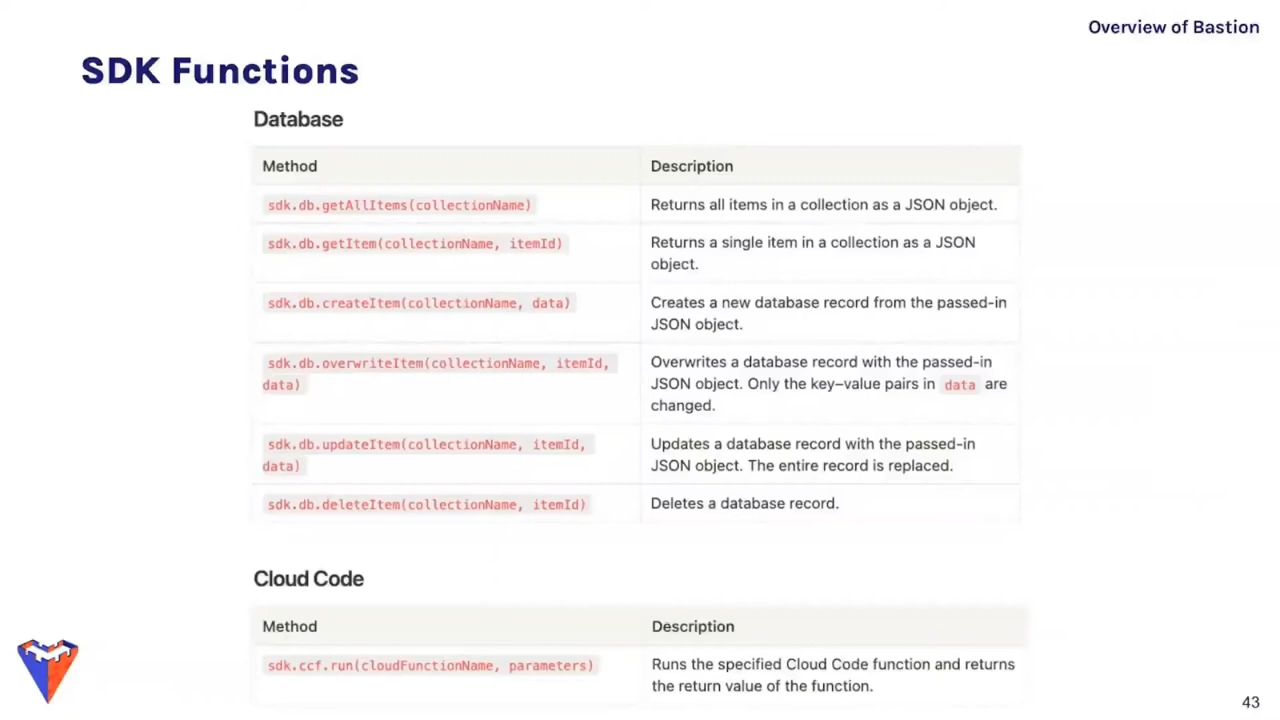 Overview of Bastion
SDK Functions
Database
Method Description
sdk.db.getAllItems(collectionName) Returns all items in a collection as a JSON object.
sdk.db.getItem(collectionName, itemId) Returns a single item in a collection as a JSON
object.
sdk.db.createItem(collectionName, data) Creates a new database record from the passed-in
JSON object.
sdk.db.overwriteItem(collectionName, itemId,
data)
Overwrites a database record with the passed-in
JSON object. Only the key–value pairs in data are
changed.
sdk.db.updateItem(collectionName, itemId,
data)
Updates a database record with the passed-in
JSON object. The entire record is replaced.
sdk.db.deleteItem(collectionName, itemId) Deletes a database record.
Cloud Code
Method Description
sdk.ccf.run(cloudFunctionName, parameters) Runs the specified Cloud Code function and returns
the return value of the function.
43